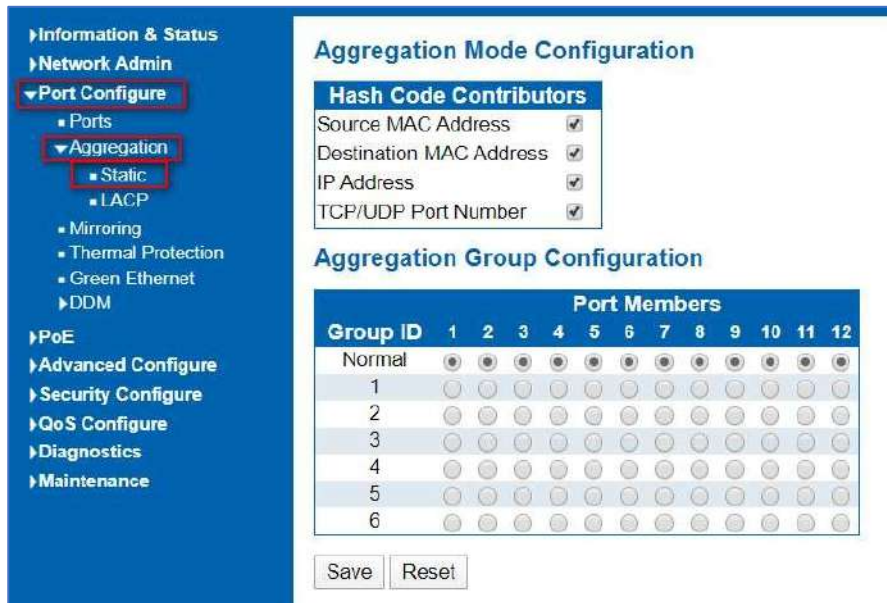 Information & Status
Network Admin
Port Configure
Ports
Aggregation
Static
LACP
Mirroring
Thermal Protection
Green Ethernet
DDM
PoE
Advanced Configure
Security Configure
QoS Configure
Diagnostics
Maintenance
Aggregation Mode Configuration
Hash Code Contributors
Source MAC Address
Destination MAC Address
IP Address
TCP/UDP Port Number
Aggregation Group Configuration
Port Members
Group ID 1 2 3 4 5 6 7 8 9 10 11 12
Normal
1
2
3
4
5
6
Save Reset